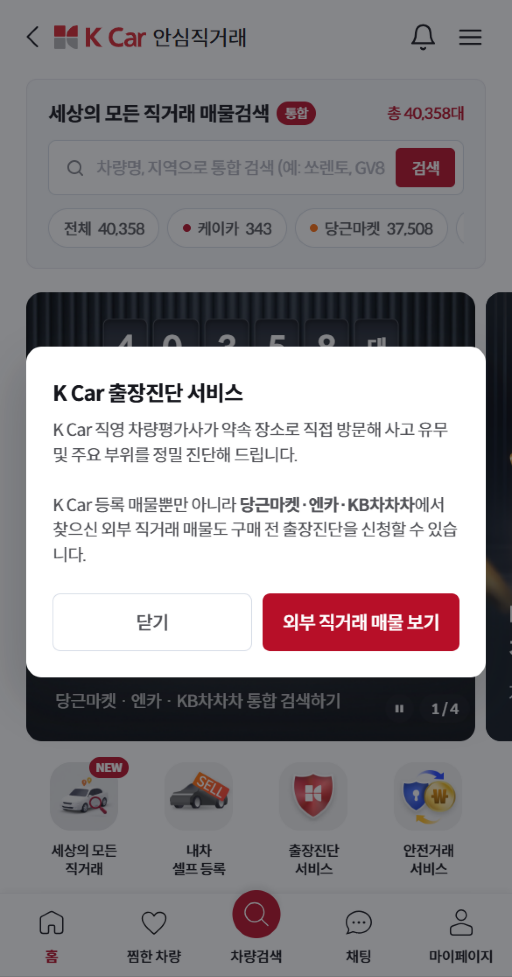 K Car 안심직거래
세상의 모든 직거래 매물검색 통합 총 40,358대
차량명, 지역으로 통합 검색 (예: 쏘렌토, GV8 검색
전체 40,358 케이카 343 당근마켓 37,508
4 0 3 5 8 대
K Car 출장진단 서비스
K Car 직영 차량평가사가 약속 장소로 직접 방문해 사고 유무
및 주요 부위를 정밀 진단해 드립니다.
K Car 등록 매물뿐만 아니라 당근마켓·엔카·KB차차차에서
찾으신 외부 직거래 매물도 구매 전 출장진단을 신청할 수 있습
니다.
닫기 외부 직거래 매물 보기
당근마켓 · 엔카 · KB차차차 통합 검색하기
1/4
NEW
SELL
세상의 모든 내차 출장진단 안전거래
직거래 셀프 등록 서비스 서비스
홈 찜한 차량 차량검색 채팅 마이페이지